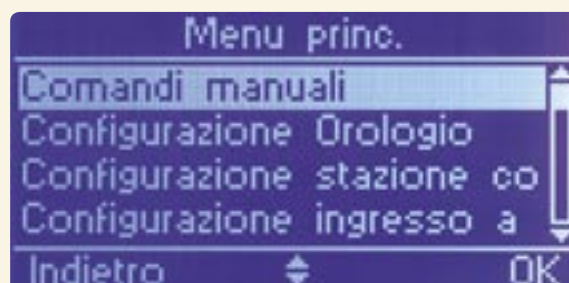 Menu princ.
Comandi manuali
Configurazione Orologio
Configurazione stazione co
Configurazione ingresso a
Indietro OK